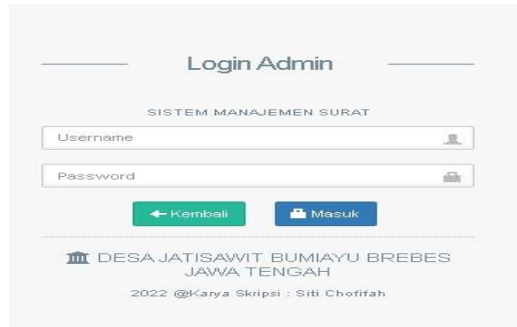 Login Admin
SISTEM MANAJEMEN SURAT
Username
Password
Kembali
Masuk
DESA JATISAWIT BUMIAYU BREBES
JAWA TENGAH
2022 @Karya Skripsi : Siti Chofifah